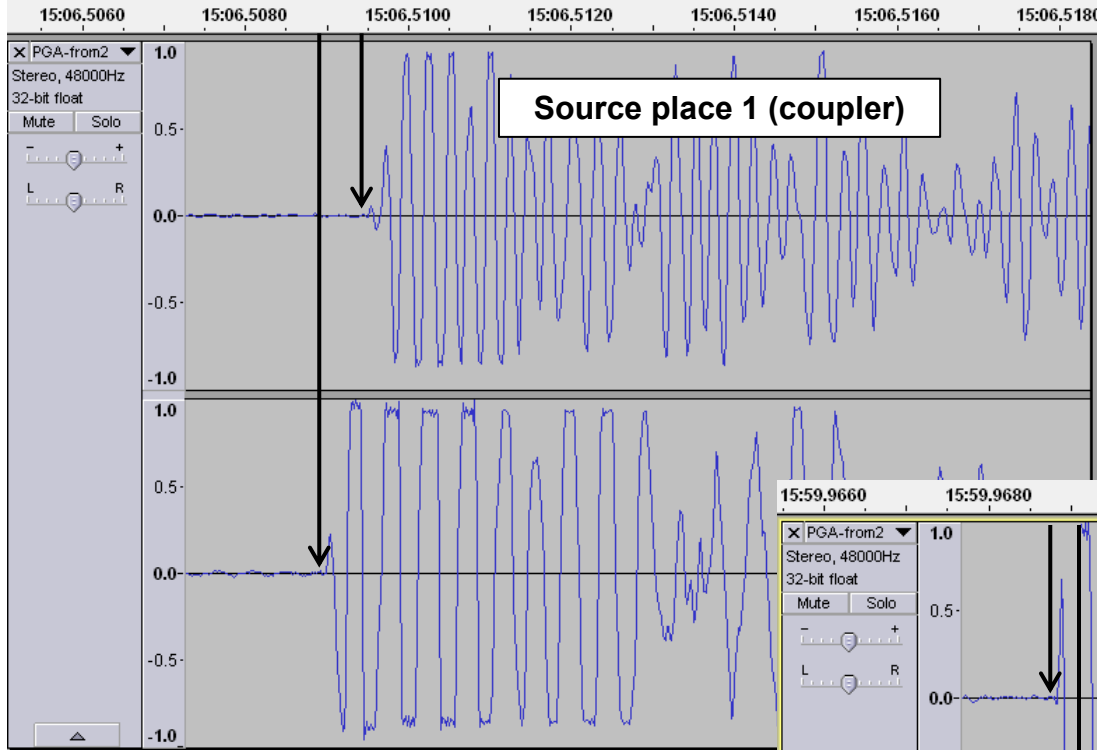 15:06.5060 15:06.5080 15:06.5100 15:06.5120 15:06.5140 15:06.5160 15:06.5180
X PGA-from2 ▼
Stereo, 48000Hz
32-bit float
Mute Solo
- +
L R
1.0
0.5-
0.0-
-0.5-
-1.0
Source place 1 (coupler)
1.0
0.5-
0.0-
-0.5-
-1.0
15:59.9660 15:59.9680
X PGA-from2 ▼
Stereo, 48000Hz
32-bit float
Mute Solo
- +
L R
1.0
0.5-
0.0-